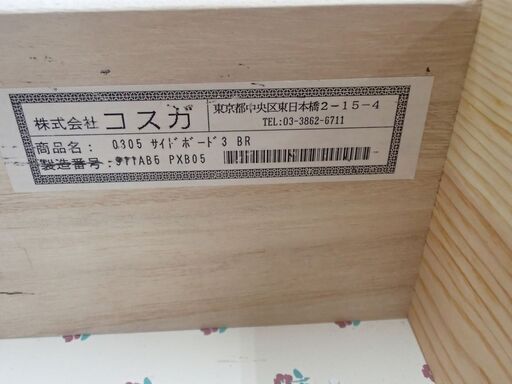 株式会社 コスガ
東京都中央区東日本橋2-15-4
TEL:03-3862-6711
商品名: 0305 サイドボード3 BR
製造番号: AB6 PXB05